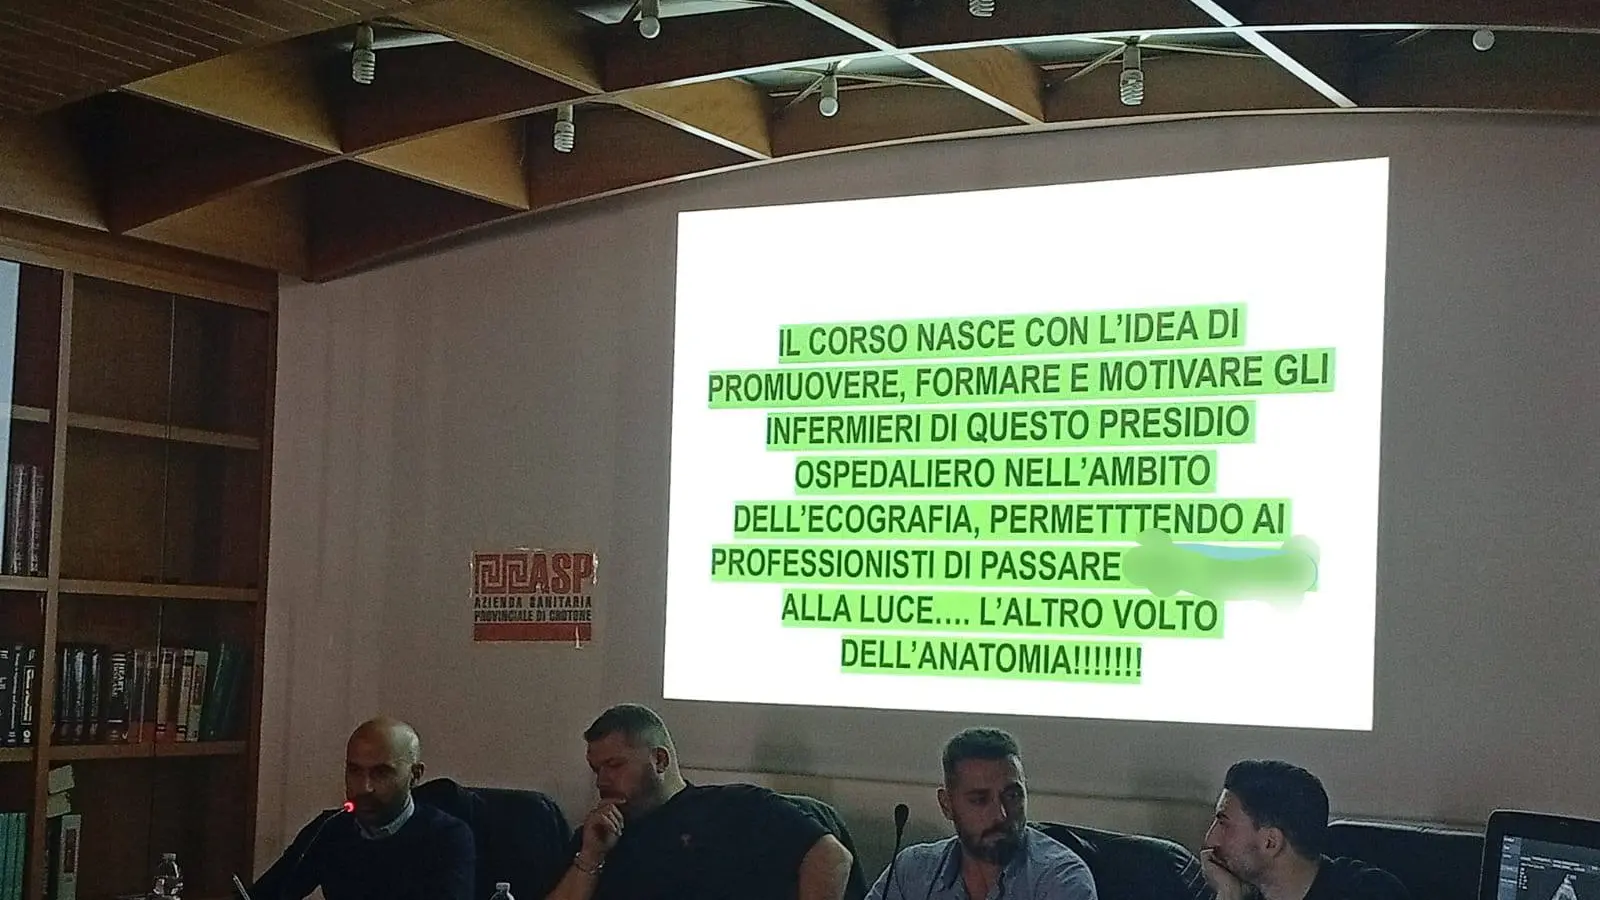 IL CORSO NASCE CON L'IDEA DI
PROMUOVERE, FORMARE E MOTIVARE GLI
INFERMIERI DI QUESTO PRESIDIO
OSPEDALIERO NELL'AMBITO
DELL'ECOGRAFIA, PERMETTTENDO AI
PROFESSIONISTI DI PASSARE
ALLA LUCE.... L'ALTRO VOLTO
DELL'ANATOMIA!!!!!!!
ASP
AZIENDA SANITARIA
PROVINCIALE DI CROTONE